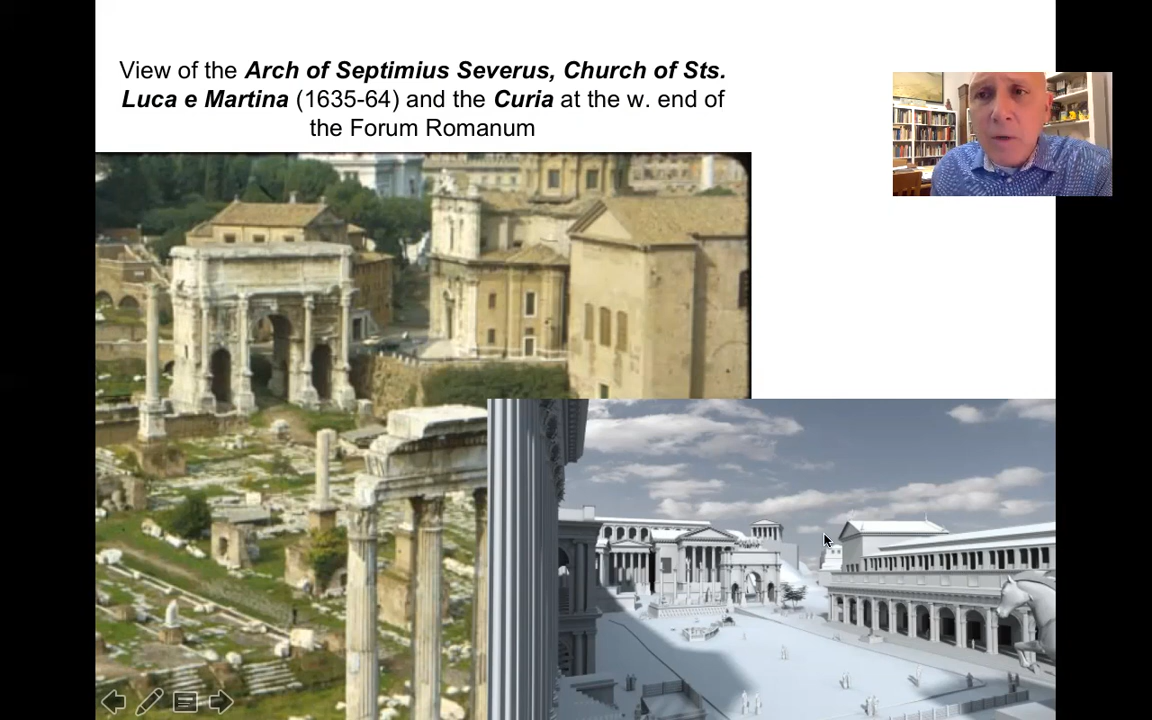 View of the Arch of Septimius Severus, Church of Sts.
Luca e Martina (1635-64) and the Curia at the w. end of
the Forum Romanum